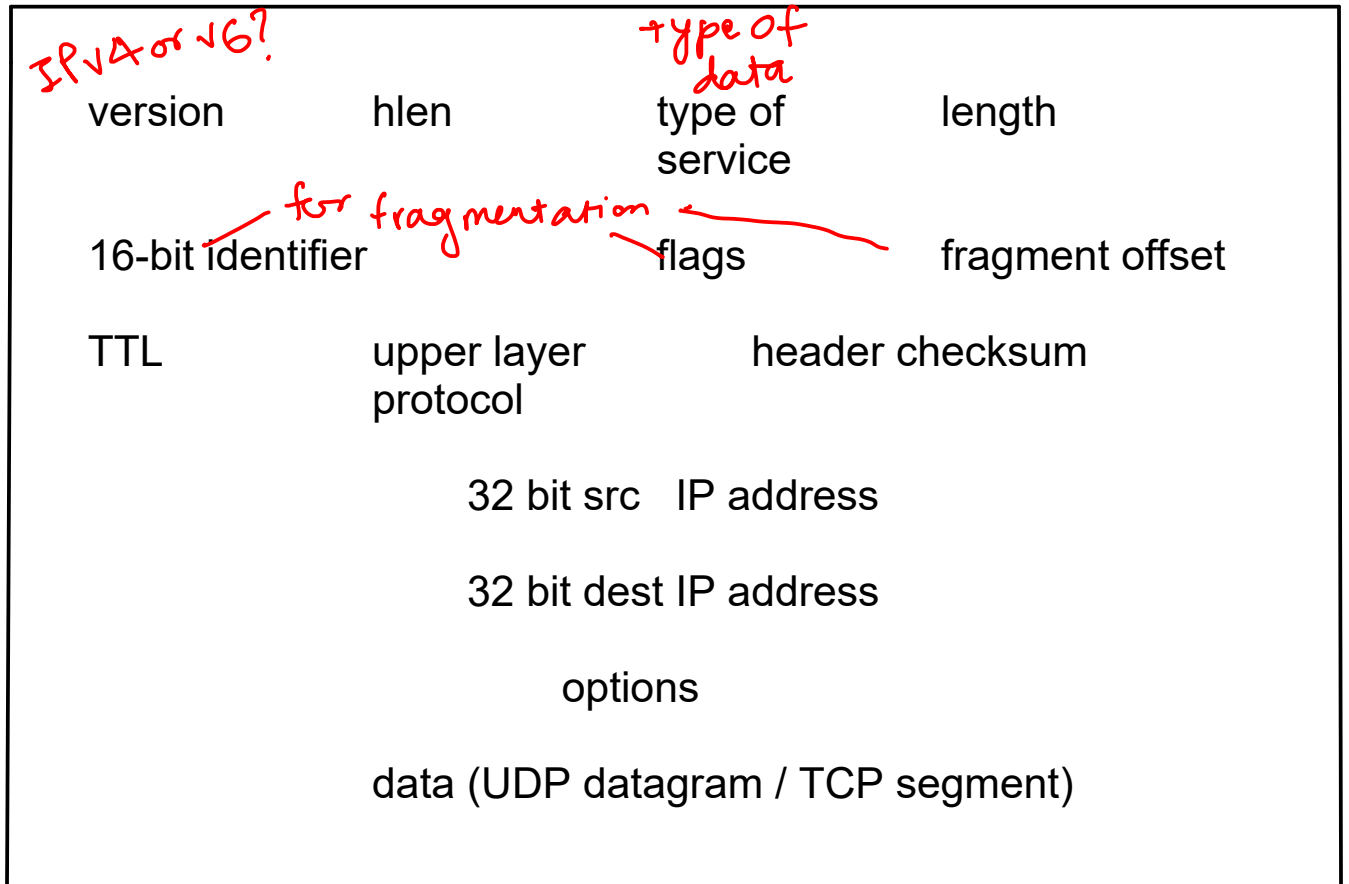 IPv4 or v6?
type of
data
version hlen type of service length
for fragmentation
16-bit identifier flags fragment offset
TTL upper layer protocol header checksum
32 bit src IP address
32 bit dest IP address
options
data (UDP datagram / TCP segment)